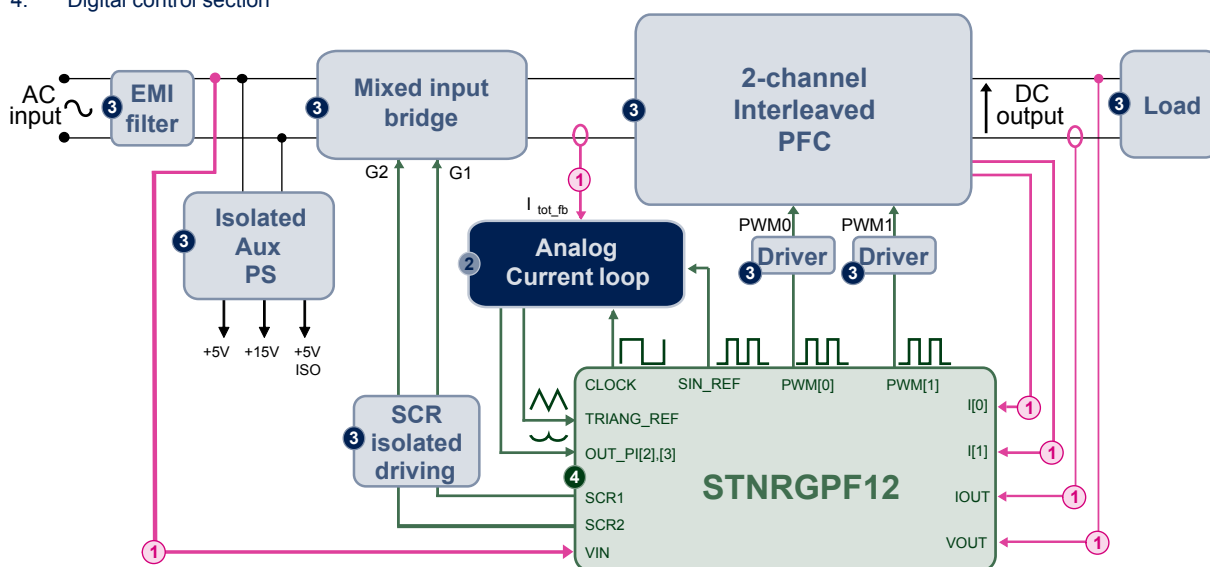 4. Digital control section
AC
input
3
EMI
filter
3
Mixed input
bridge
3
2-channel
Interleaved
PFC
DC
output
3
Load
G2
G1
1
I tot_fb
3
Isolated
Aux
PS
+5V
+15V
+5V
ISO
2
Analog
Current loop
PWM0
PWM1
3
Driver
3
Driver
3
SCR
isolated
driving
CLOCK
SIN_REF
PWM[0]
PWM[1]
TRIANG_REF
OUT_PI[2],[3]
4
SCR1
SCR2
VIN
STNRGPF12
I[0]
I[1]
IOUT
VOUT
1
1
1
1
1